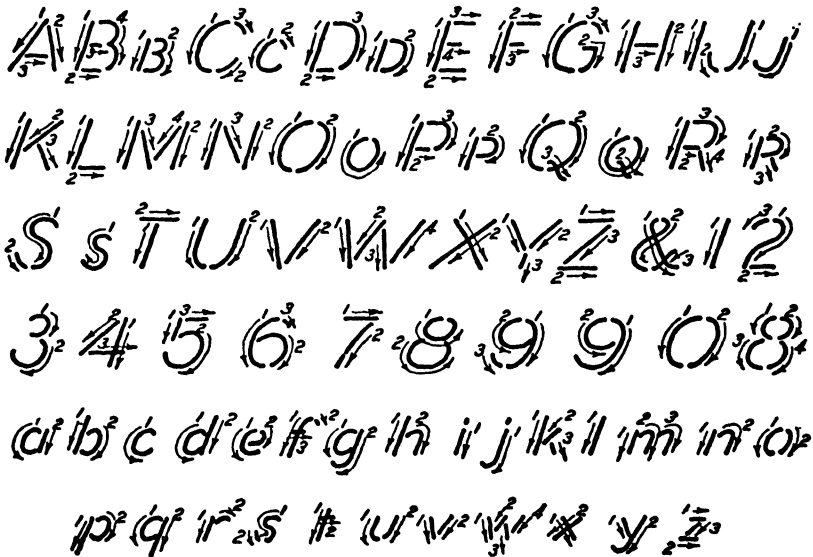 A B B C c D D E F G H I J J
K L M N O o P P Q Q R R
S s T U V W X Y Z & 1 2
3 4 5 6 7 8 9 9 0 8
a b c d e f g h i j k l m n o
p q r s t u v w x y z